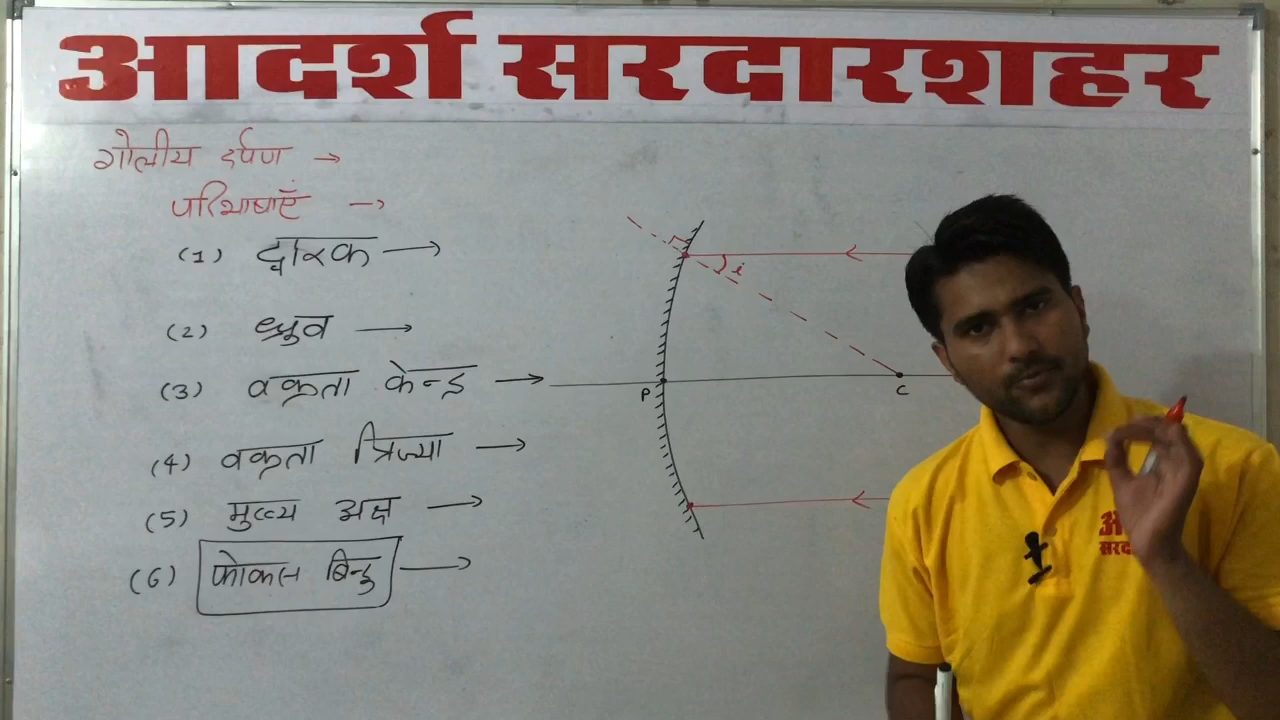 आदर्श सरदारशहर
गोलीय दर्पण →
परिभाषाएँ →
(1) द्वारक →
(2) ध्रुव →
(3) वक्रता केन्द्र →
(4) वक्रता त्रिज्या →
(5) मुख्य अक्ष →
(6) फोकस बिन्दु →
i
P
C